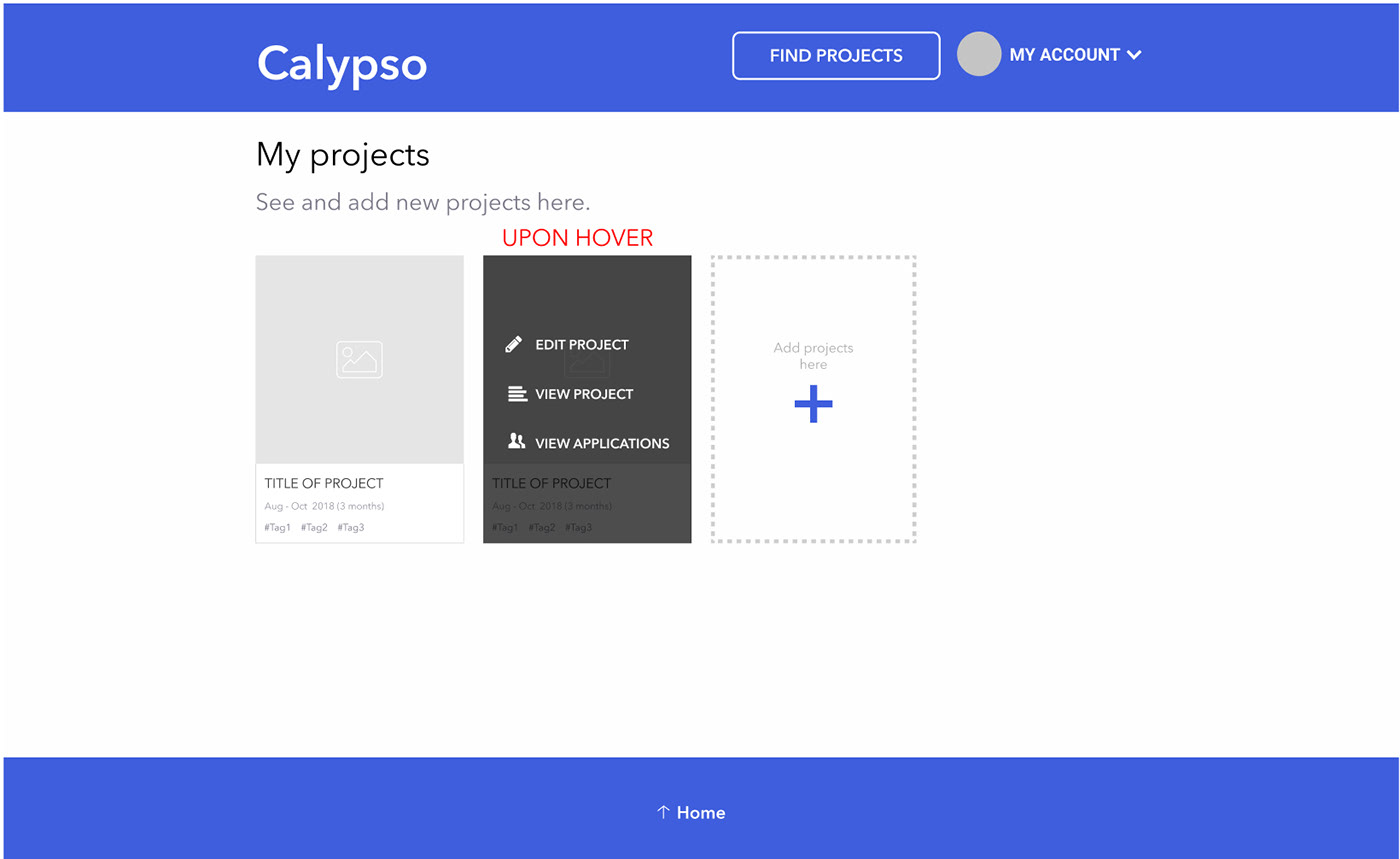 Calypso
FIND PROJECTS
MY ACCOUNT
My projects
See and add new projects here.
UPON HOVER
TITLE OF PROJECT
Aug - Oct 2018 (3 months)
#Tag1 #Tag2 #Tag3
EDIT PROJECT
VIEW PROJECT
VIEW APPLICATIONS
TITLE OF PROJECT
Aug - Oct 2018 (3 months)
#Tag1 #Tag2 #Tag3
Add projects
here
↑ Home